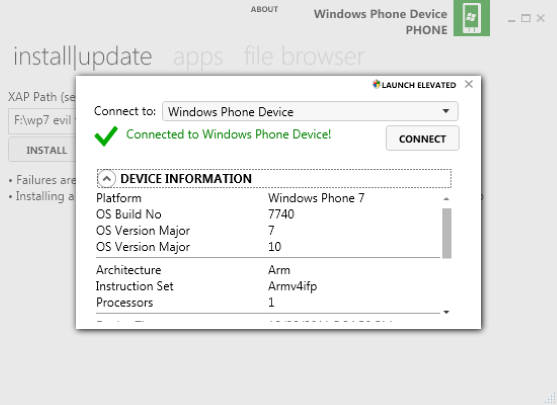 ABOUT
Windows Phone Device
PHONE
install|update apps file browser
XAP Path (se
F:\wp7 evil
INSTALL
• Failures are
• Installing a
LAUNCH ELEVATED
Connect to: Windows Phone Device
Connected to Windows Phone Device!
CONNECT
DEVICE INFORMATION
Platform Windows Phone 7
OS Build No 7740
OS Version Major 7
OS Version Major 10
Architecture Arm
Instruction Set Armv4ifp
Processors 1